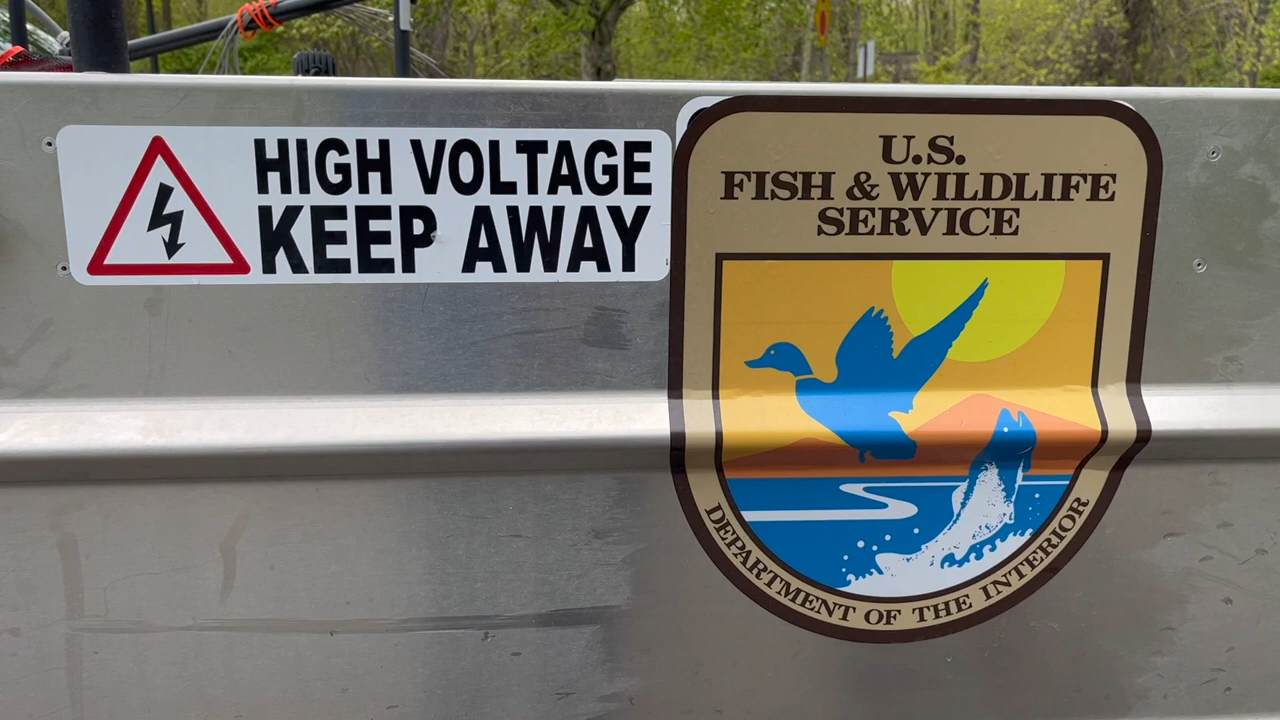 HIGH VOLTAGE
KEEP AWAY
U.S.
FISH & WILDLIFE
SERVICE
DEPARTMENT OF THE INTERIOR